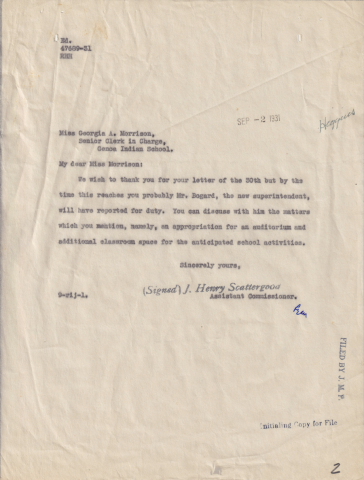 Ed.
47609-31
SEP -2 1931
Miss Georgia A. Morrison,
Senior Clerk in Charge,
Genoa Indian School.
My dear Miss Morrison:
We wish to thank you for your letter of the 20th but by the
time this reaches you probably Mr. Bogard, the new superintendent,
will have reported for duty. You can discuss with him the matters
which you mention, namely, an appropriation for an auditorium and
additional classroom space for the anticipated school activities.
Sincerely yours,
(Signed) J. Henry Scattergood
9-rij-1.
Assistant Commissioner.
FILED BY J. M. F.
Initialing Copy for File
2